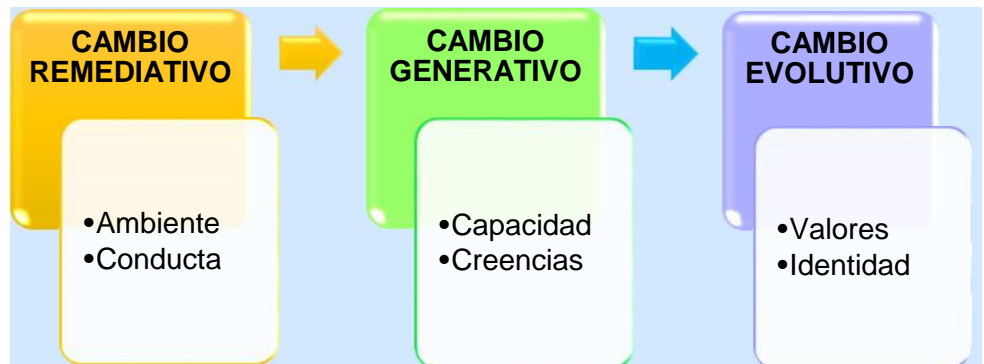 CAMBIO
REMEDIATIVO
•Ambiente
•Conducta
CAMBIO
GENERATIVO
•Capacidad
•Creencias
CAMBIO
EVOLUTIVO
•Valores
•Identidad